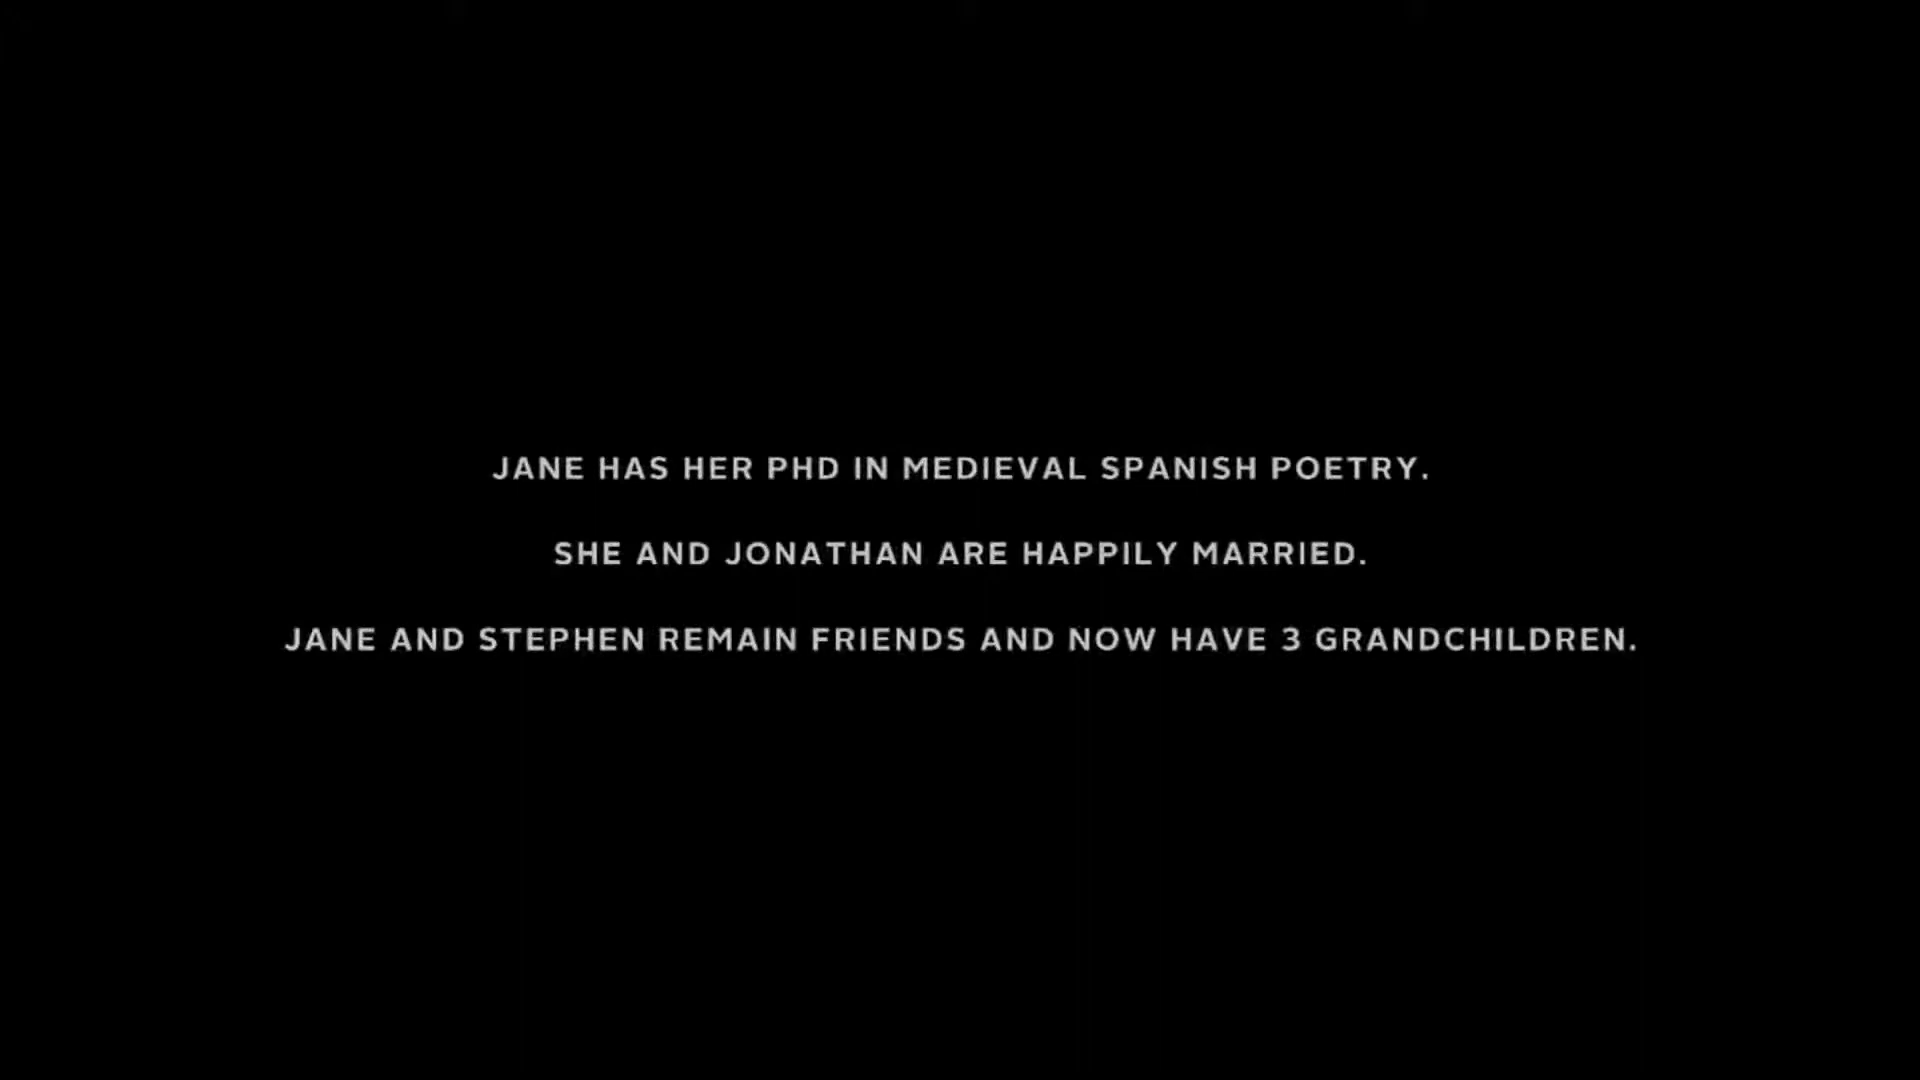 JANE HAS HER PHD IN MEDIEVAL SPANISH POETRY.
SHE AND JONATHAN ARE HAPPILY MARRIED.
JANE AND STEPHEN REMAIN FRIENDS AND NOW HAVE 3 GRANDCHILDREN.